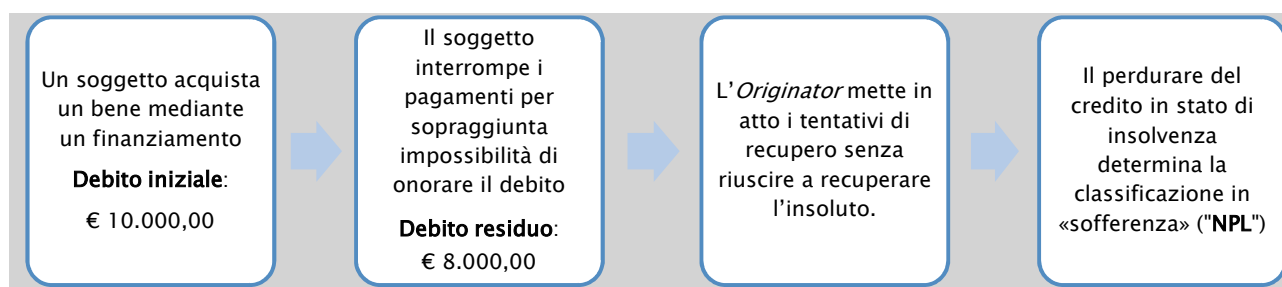 Un soggetto acquista
un bene mediante
un finanziamento
Debito iniziale:
€ 10.000,00
Il soggetto
interrompe i
pagamenti per
sopraggiunta
impossibilità di
onorare il debito
Debito residuo:
€ 8.000,00
L’Originator mette in
atto i tentativi di
recupero senza
riuscire a recuperare
l’insoluto.
Il perdurare del
credito in stato di
insolvenza
determina la
classificazione in
«sofferenza» ("NPL")